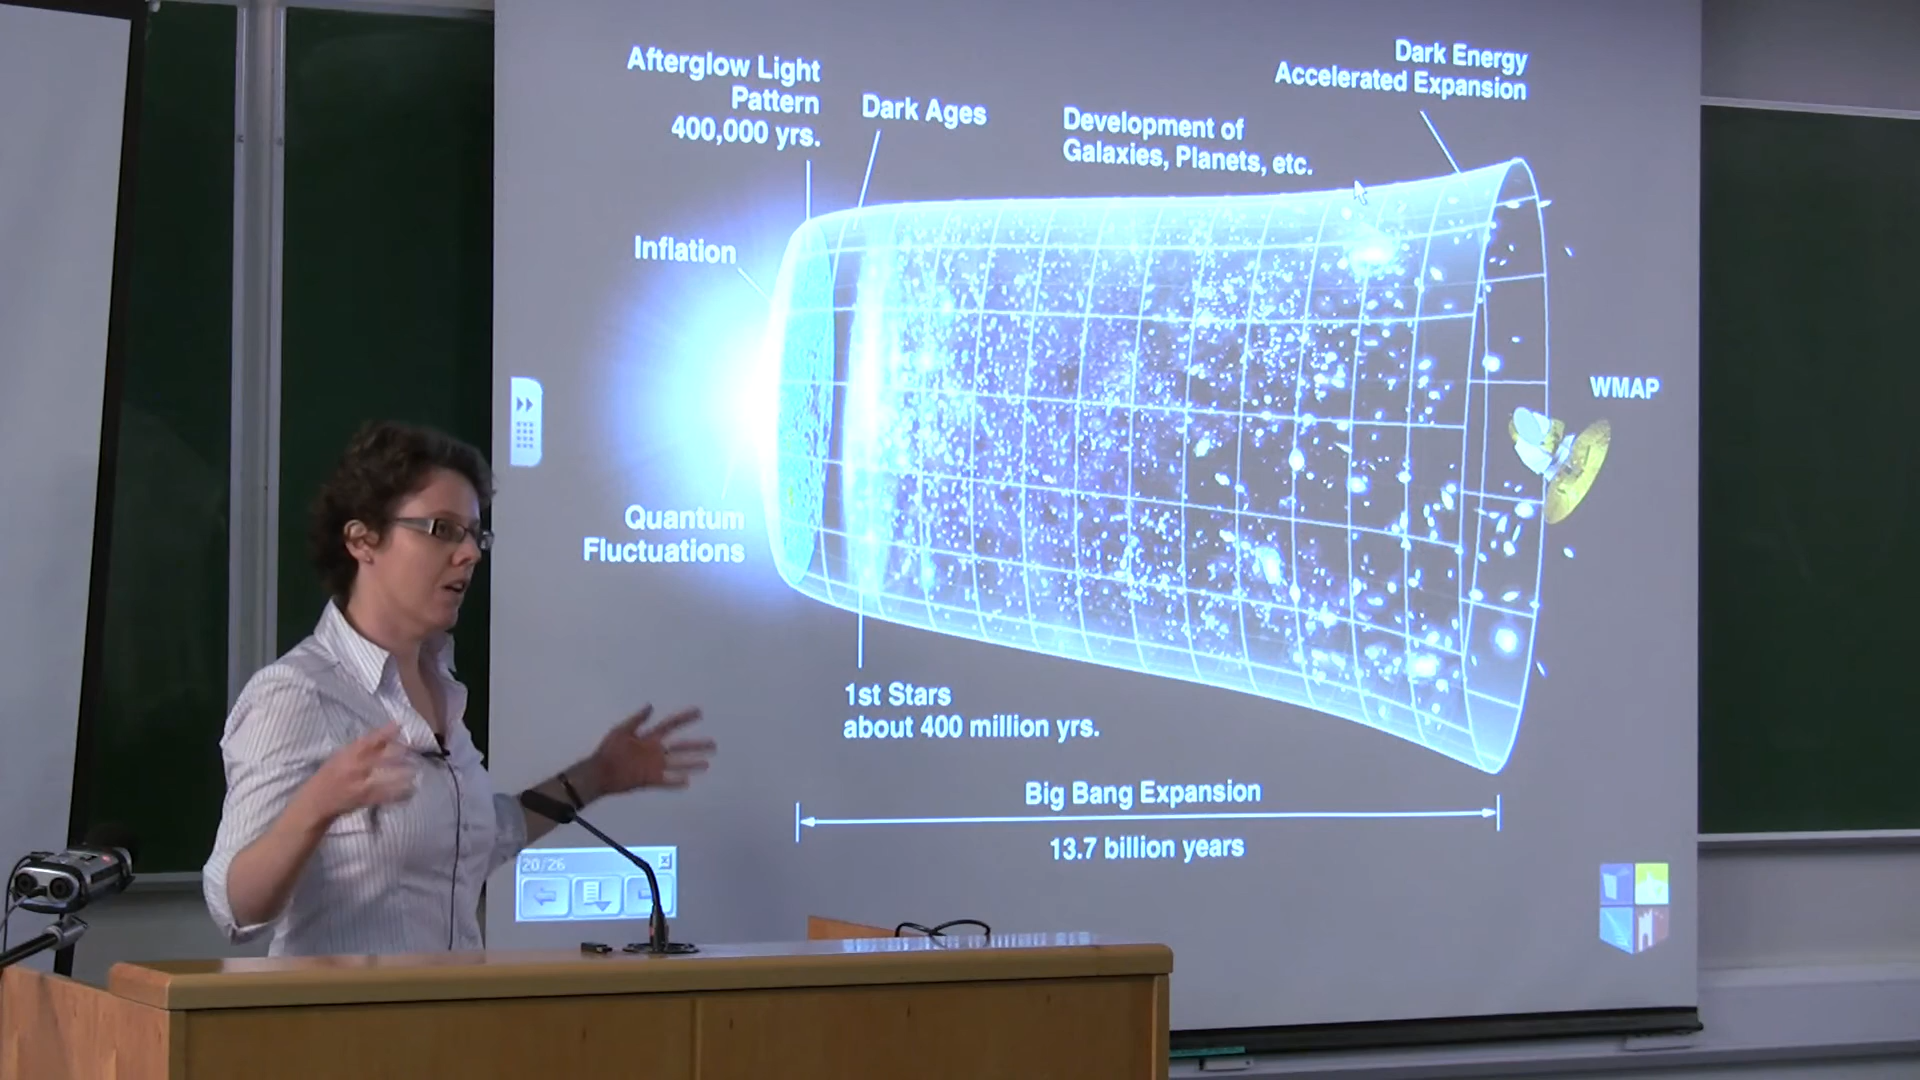 Afterglow Light
Pattern
400,000 yrs.
Dark Ages
Development of
Galaxies, Planets, etc.
Dark Energy
Accelerated Expansion
Inflation
WMAP
Quantum
Fluctuations
1st Stars
about 400 million yrs.
Big Bang Expansion
13.7 billion years
20/26